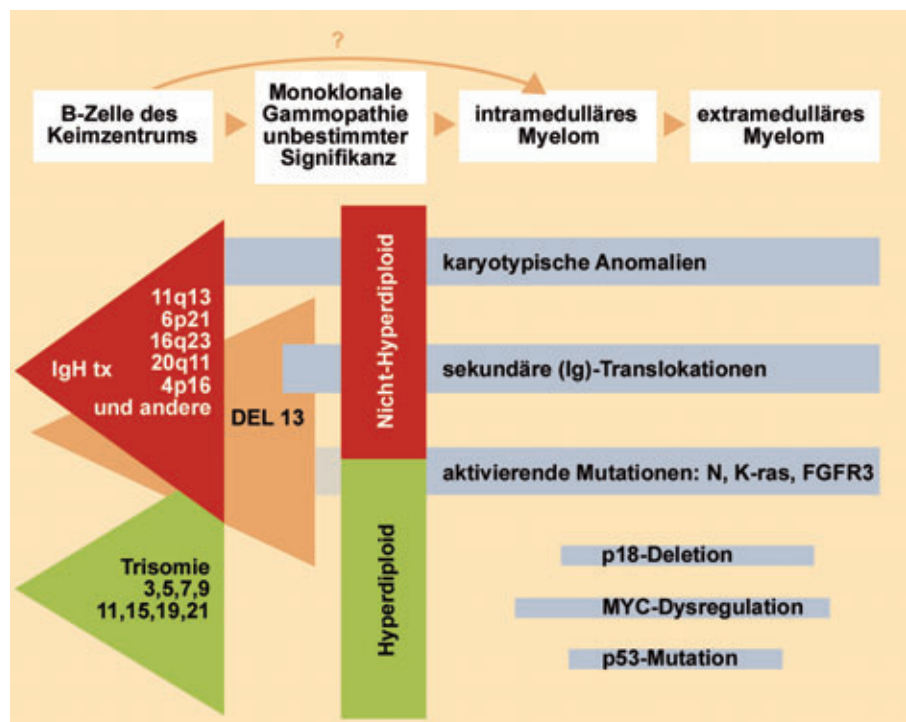 ?
B-Zelle des
Keimzentrums
Monoklonale
Gammopathie
unbestimmter
Signifikanz
intramedulläres
Myelom
extramedulläres
Myelom
IgH tx
11q13
6p21
16q23
20q11
4p16
und andere
DEL 13
Nicht-Hyperdiploid
karyotypische Anomalien
sekundäre (Ig)-Translokationen
aktivierende Mutationen: N, K-ras, FGFR3
Trisomie
3,5,7,9
11,15,19,21
Hyperdiploid
p18-Deletion
MYC-Dysregulation
p53-Mutation